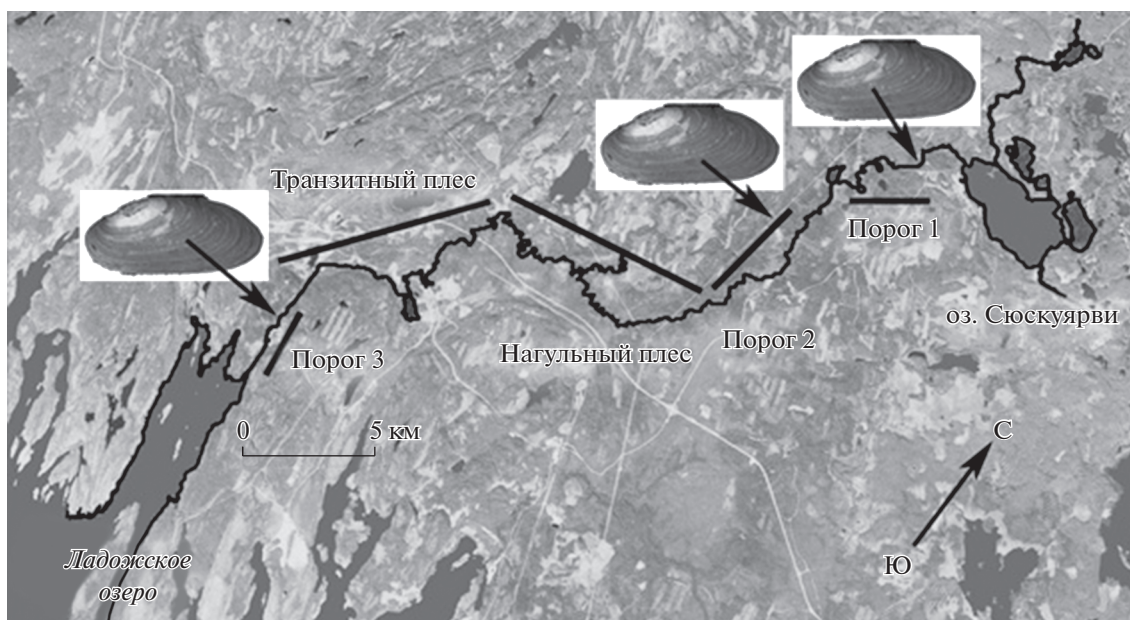 Транзитный плес
Порог 1
оз. Сюскуярви
Порог 2
Нагульный плес
Порог 3
0 5 км
С
Ю
Ладожское
озеро